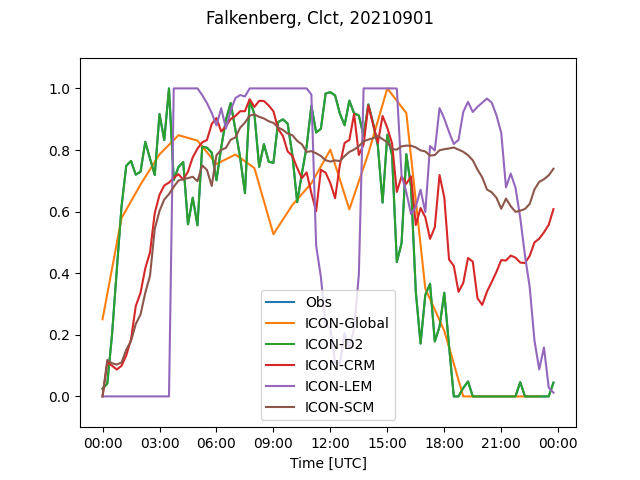 Falkenberg, Clct, 20210901
1.0
0.8
0.6
0.4
0.2
0.0
Obs
ICON-Global
ICON-D2
ICON-CRM
ICON-LEM
ICON-SCM
00:00 03:00 06:00 09:00 12:00 15:00 18:00 21:00 00:00
Time [UTC]